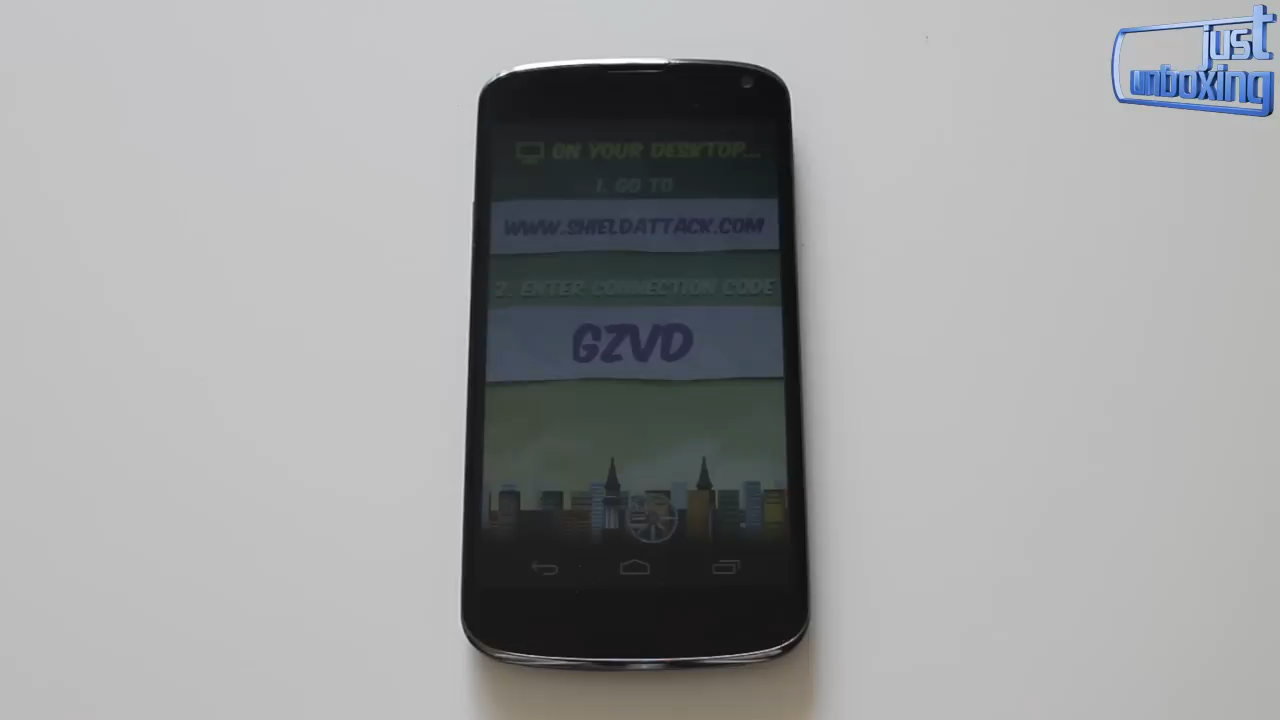 just
unboxing
ON YOUR DESKTOP...
1. GO TO
WWW.SHIELDATTACK.COM
2. ENTER CONNECTION CODE
GZVD